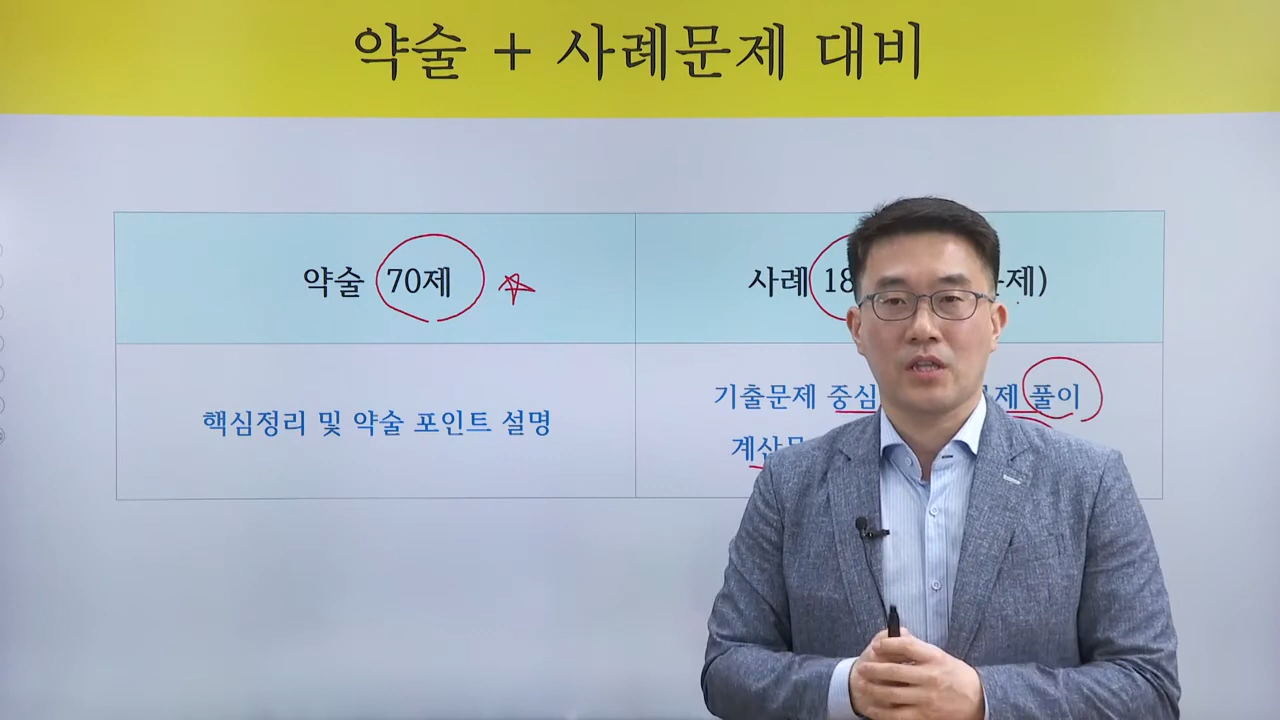 약술 + 사례문제 대비
약술 70제
사례 18 제)
핵심정리 및 약술 포인트 설명
기출문제 중심 제 풀이
계산